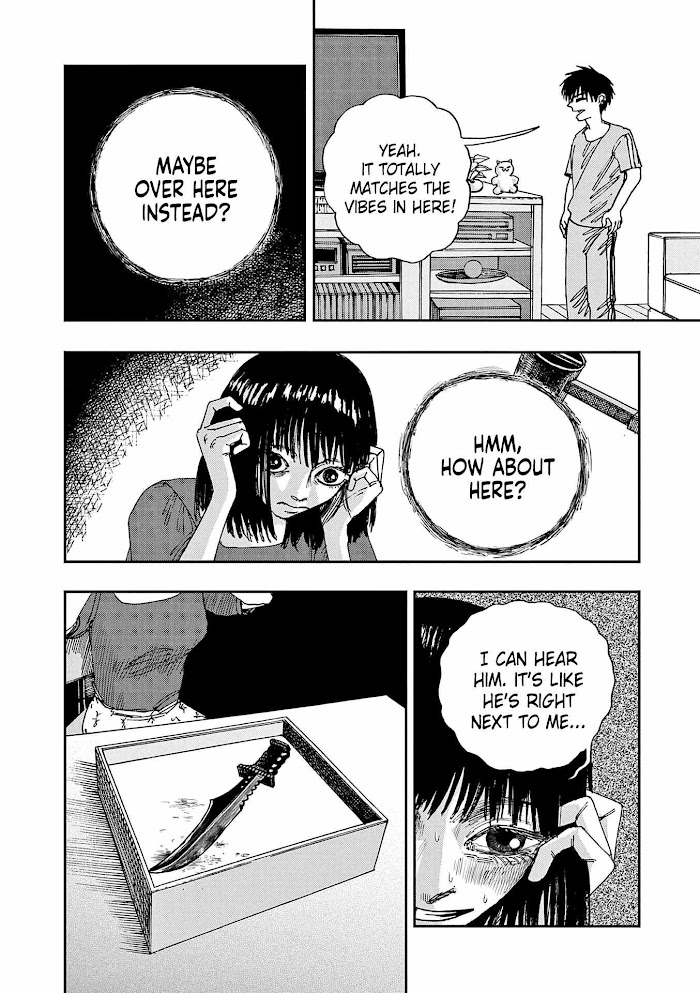 YEAH.
IT TOTALLY
MATCHES THE
VIBES IN HERE!
MAYBE
OVER HERE
INSTEAD?
HMM,
HOW ABOUT
HERE?
I CAN HEAR
HIM. IT'S LIKE
HE'S RIGHT
NEXT TO ME...